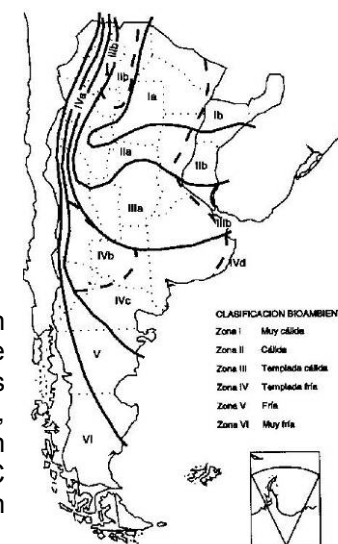 IIIb
IIb
IVa
Ia
Ib
IIa
IIb
IIIa
IIIb
IVd
IVb
IVc
V
VI
CLASIFICACION BIOAMBIEN
Zona I Muy cálida
Zona II Cálida
Zona III Templada cálida
Zona IV Templada fría
Zona V Fría
Zona VI Muy fría
n
e
s
,
n
C
n